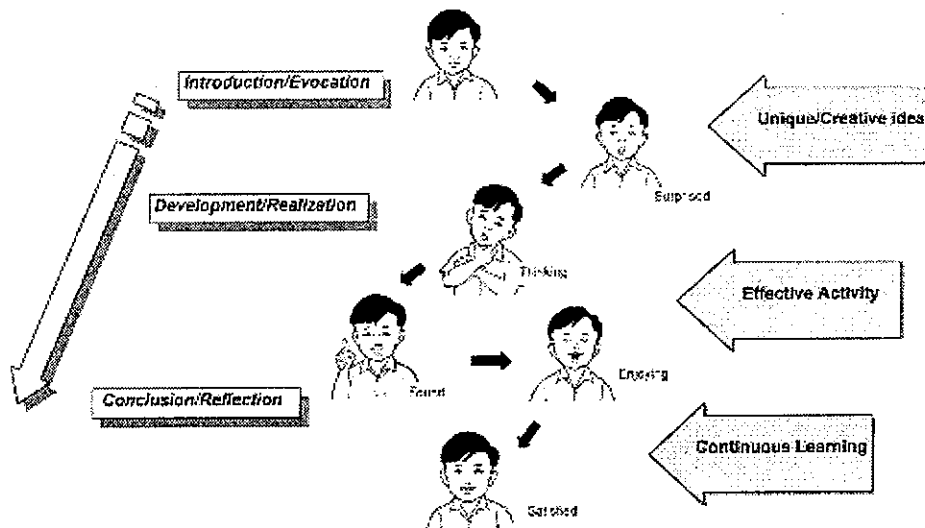 Introduction/Evocation
Unique/Creative idea
Surprised
Development/Realization
Thinking
Effective Activity
Enjoying
Found
Conclusion/Reflection
Continuous Learning
Satisfied